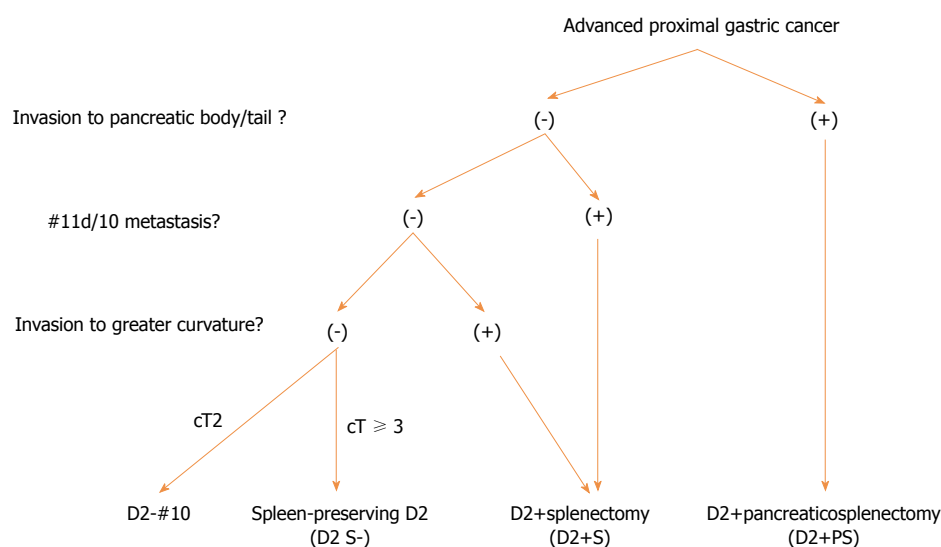 Advanced proximal gastric cancer
Invasion to pancreatic body/tail ?
(-)
(+)
#11d/10 metastasis?
(-)
(+)
Invasion to greater curvature?
(-)
(+)
cT2
cT ⩾ 3
D2-#10
Spleen-preserving D2
(D2 S-)
D2+splenectomy
(D2+S)
D2+pancreaticosplenectomy
(D2+PS)